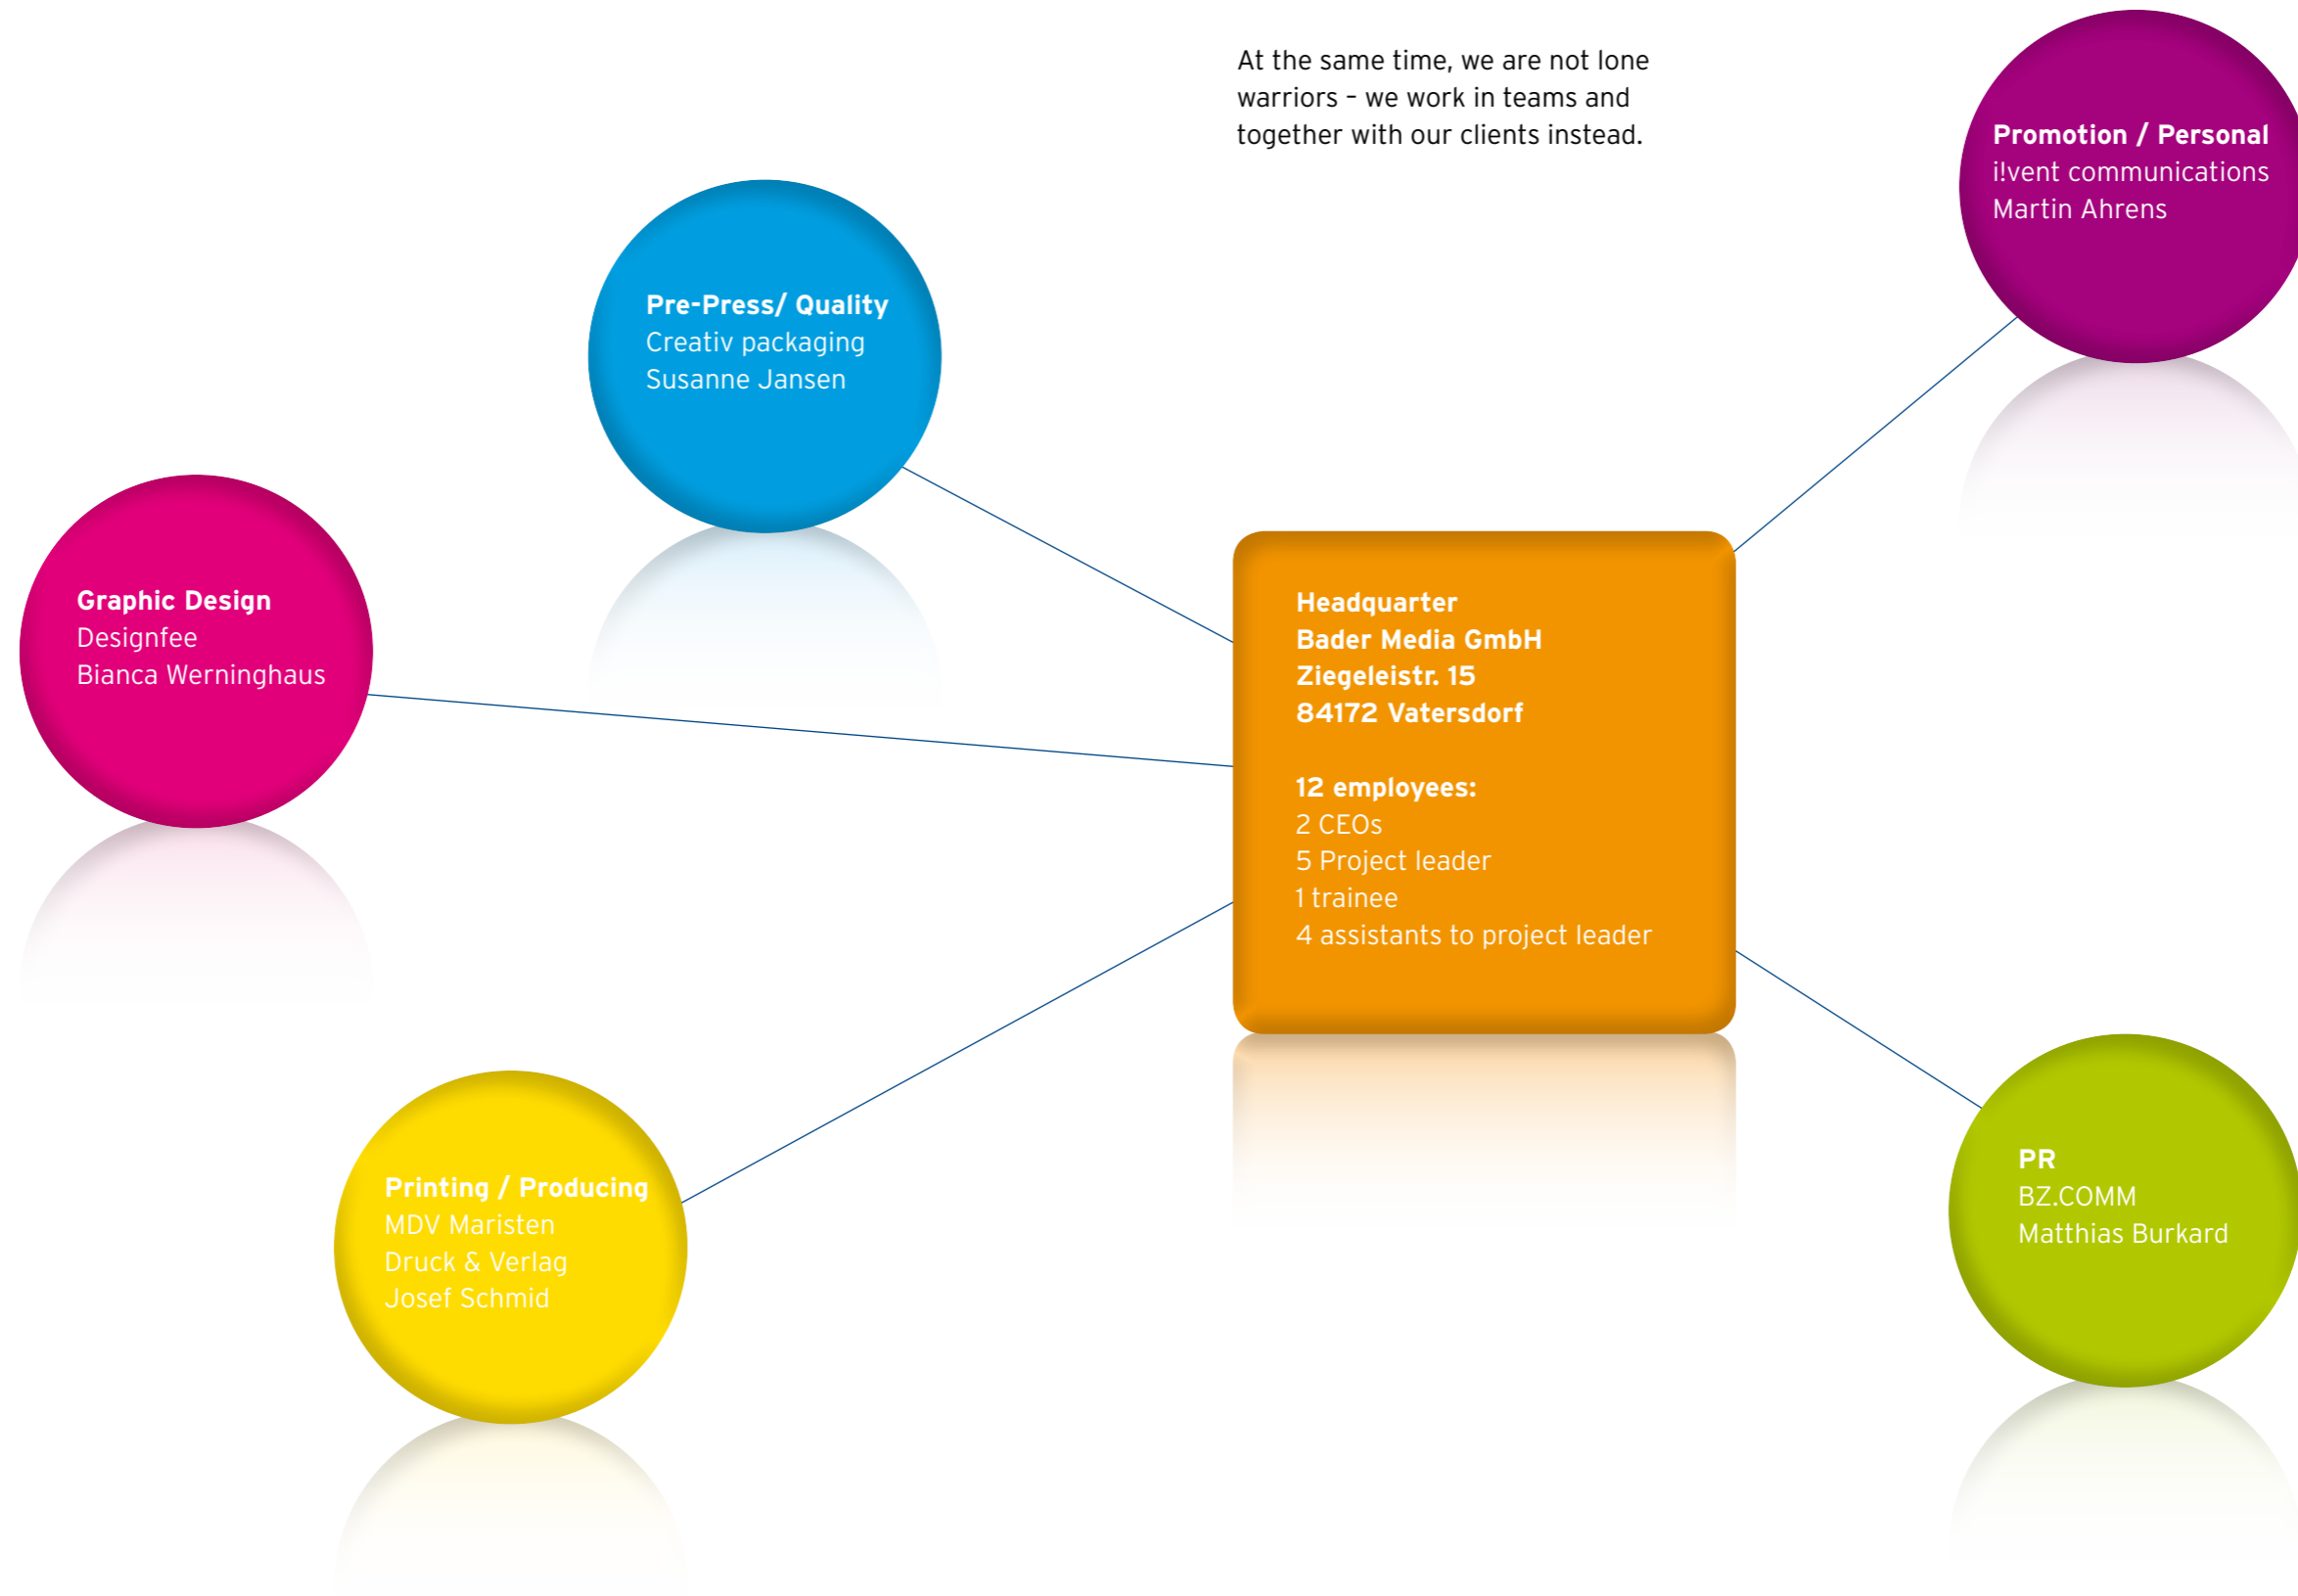 At the same time, we are not lone
warriors – we work in teams and
together with our clients instead.
Promotion / Personal
i!vent communications
Martin Ahrens
Pre-Press/ Quality
Creativ packaging
Susanne Jansen
Graphic Design
Designfee
Bianca Werninghaus
Headquarter
Bader Media GmbH
Ziegeleistr. 15
84172 Vatersdorf
12 employees:
2 CEOs
5 Project leader
1 trainee
4 assistants to project leader
Printing / Producing
MDV Maristen
Druck & Verlag
Josef Schmid
PR
BZ.COMM
Matthias Burkard